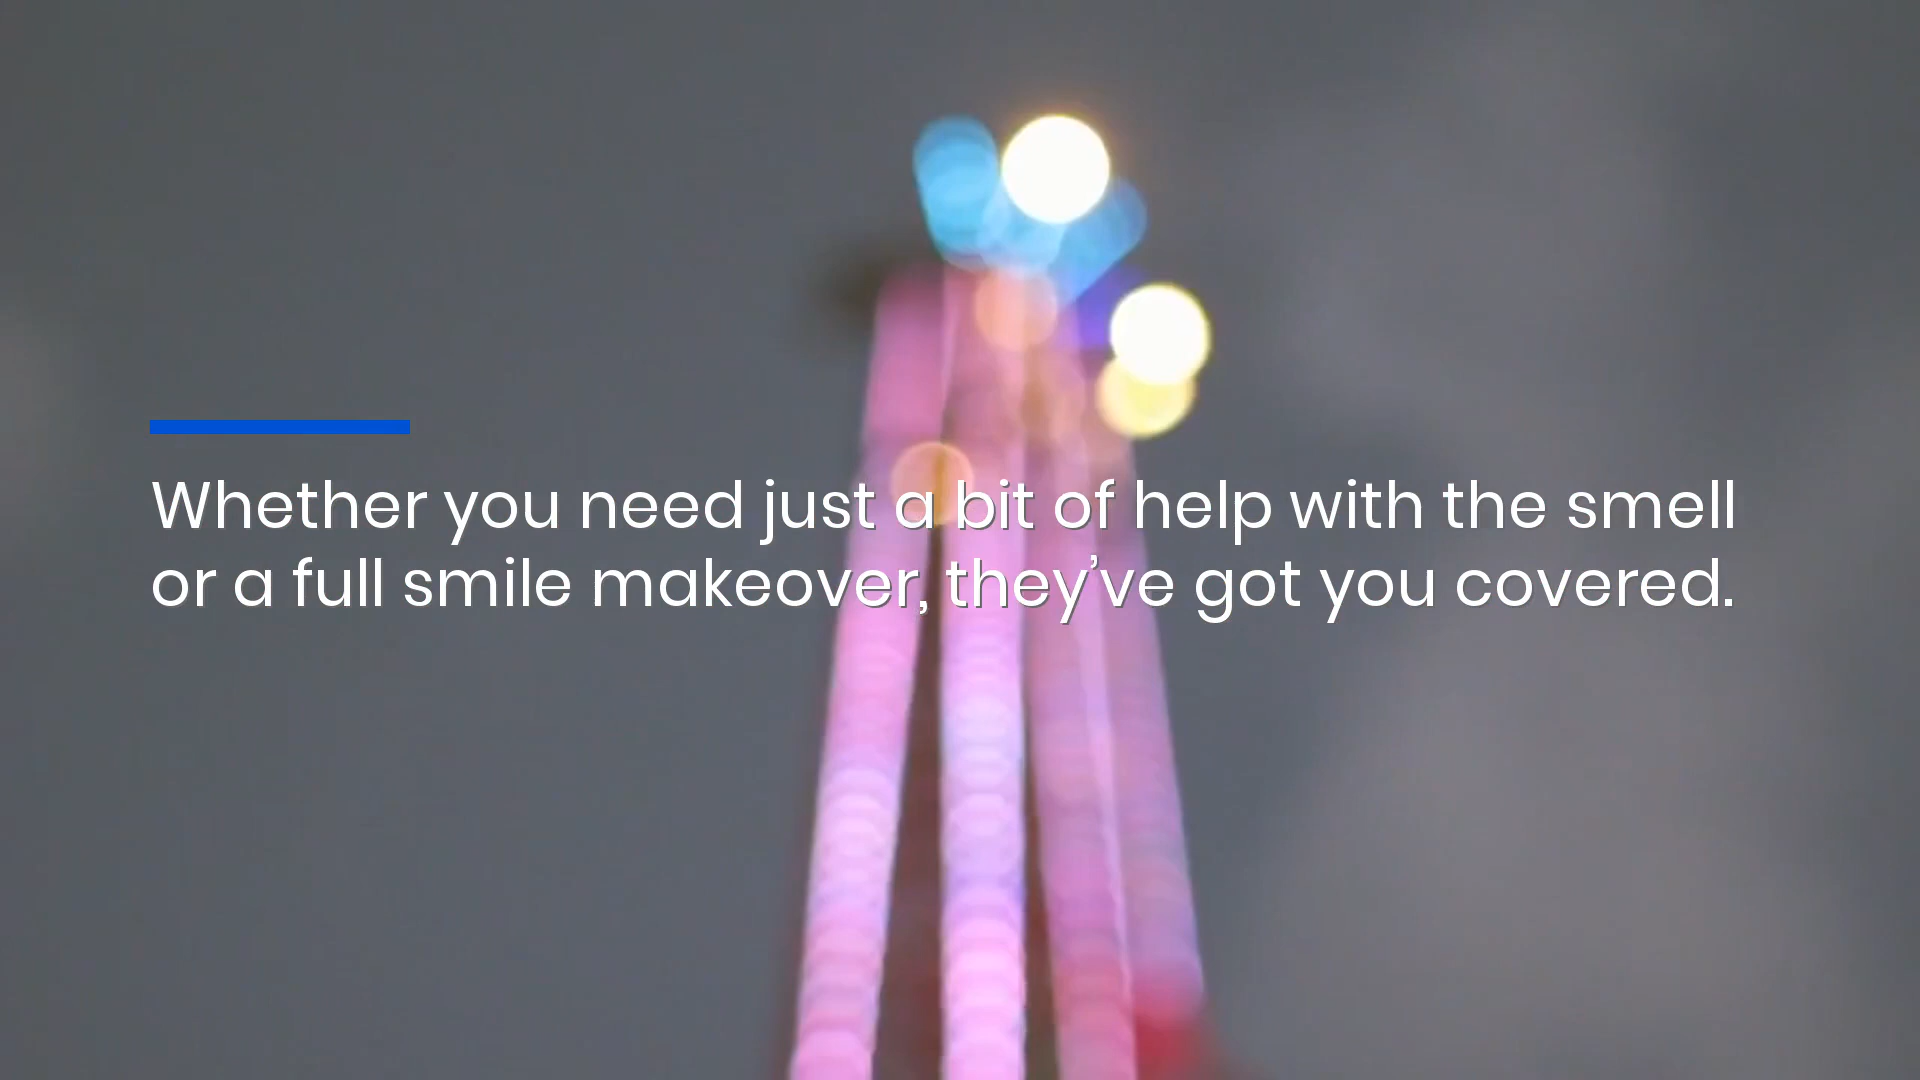 Whether you need just a bit of help with the smell
or a full smile makeover, they’ve got you covered.